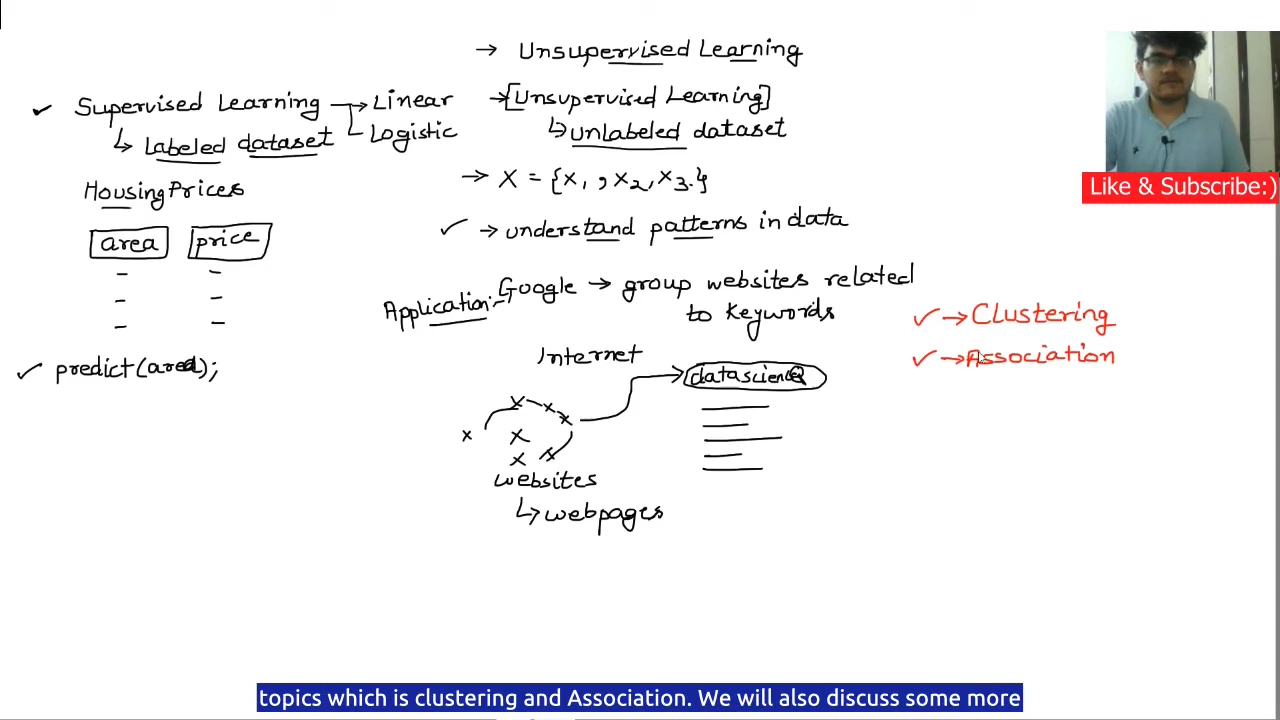 → Unsupervised Learning
✓ Supervised Learning → Linear
Logistic
↳ Labeled dataset
Housing Prices
area price
✓ predict(area);
→ [Unsupervised Learning]
↳ unlabeled dataset
→ X = {x₁, x₂, x₃.}
✓ → understand patterns in data
Application:- Google → group websites related
to keywords
Internet
datascience
websites
↳ webpages
✓ → Clustering
✓ → Association
Like & Subscribe:)
topics which is clustering and Association. We will also discuss some more